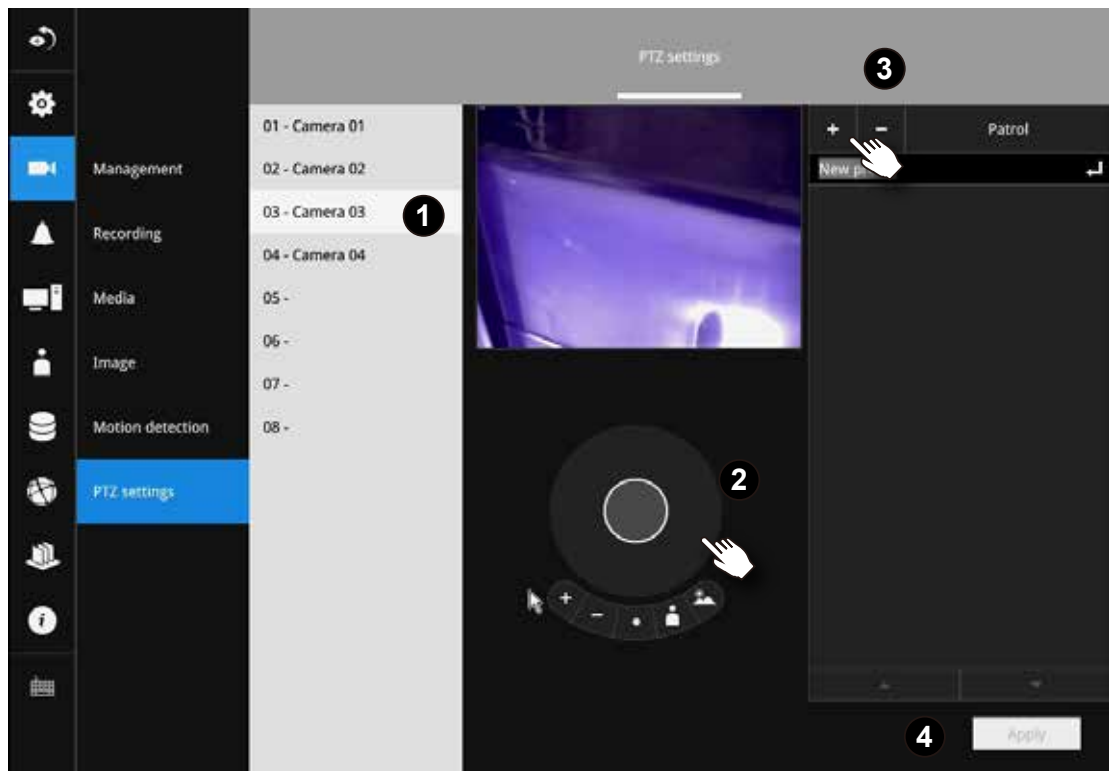 PTZ settings
3
01 - Camera 01
+
-
Patrol
Management
02 - Camera 02
New p
03 - Camera 03
1
Recording
04 - Camera 04
Media
05 -
06 -
Image
07 -
Motion detection
08 -
2
PTZ settings
+
-
i
4
Apply